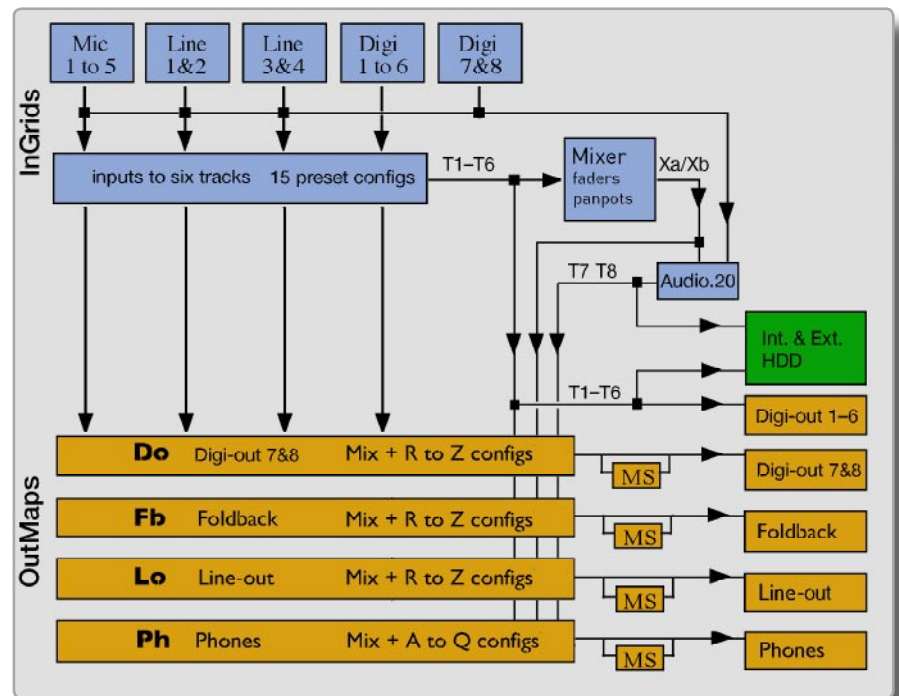 InGrids
Mic
1 to 5
Line
1&2
Line
3&4
Digi
1 to 6
Digi
7&8
inputs to six tracks 15 preset configs
T1–T6
Mixer
faders
panpots
Xa/Xb
T7 T8
Audio.20
Int. & Ext.
HDD
T1–T6
Digi-out 1–6
OutMaps
Do Digi-out 7&8 Mix + R to Z configs
MS
Digi-out 7&8
Fb Foldback Mix + R to Z configs
MS
Foldback
Lo Line-out Mix + R to Z configs
MS
Line-out
Ph Phones Mix + A to Q configs
MS
Phones